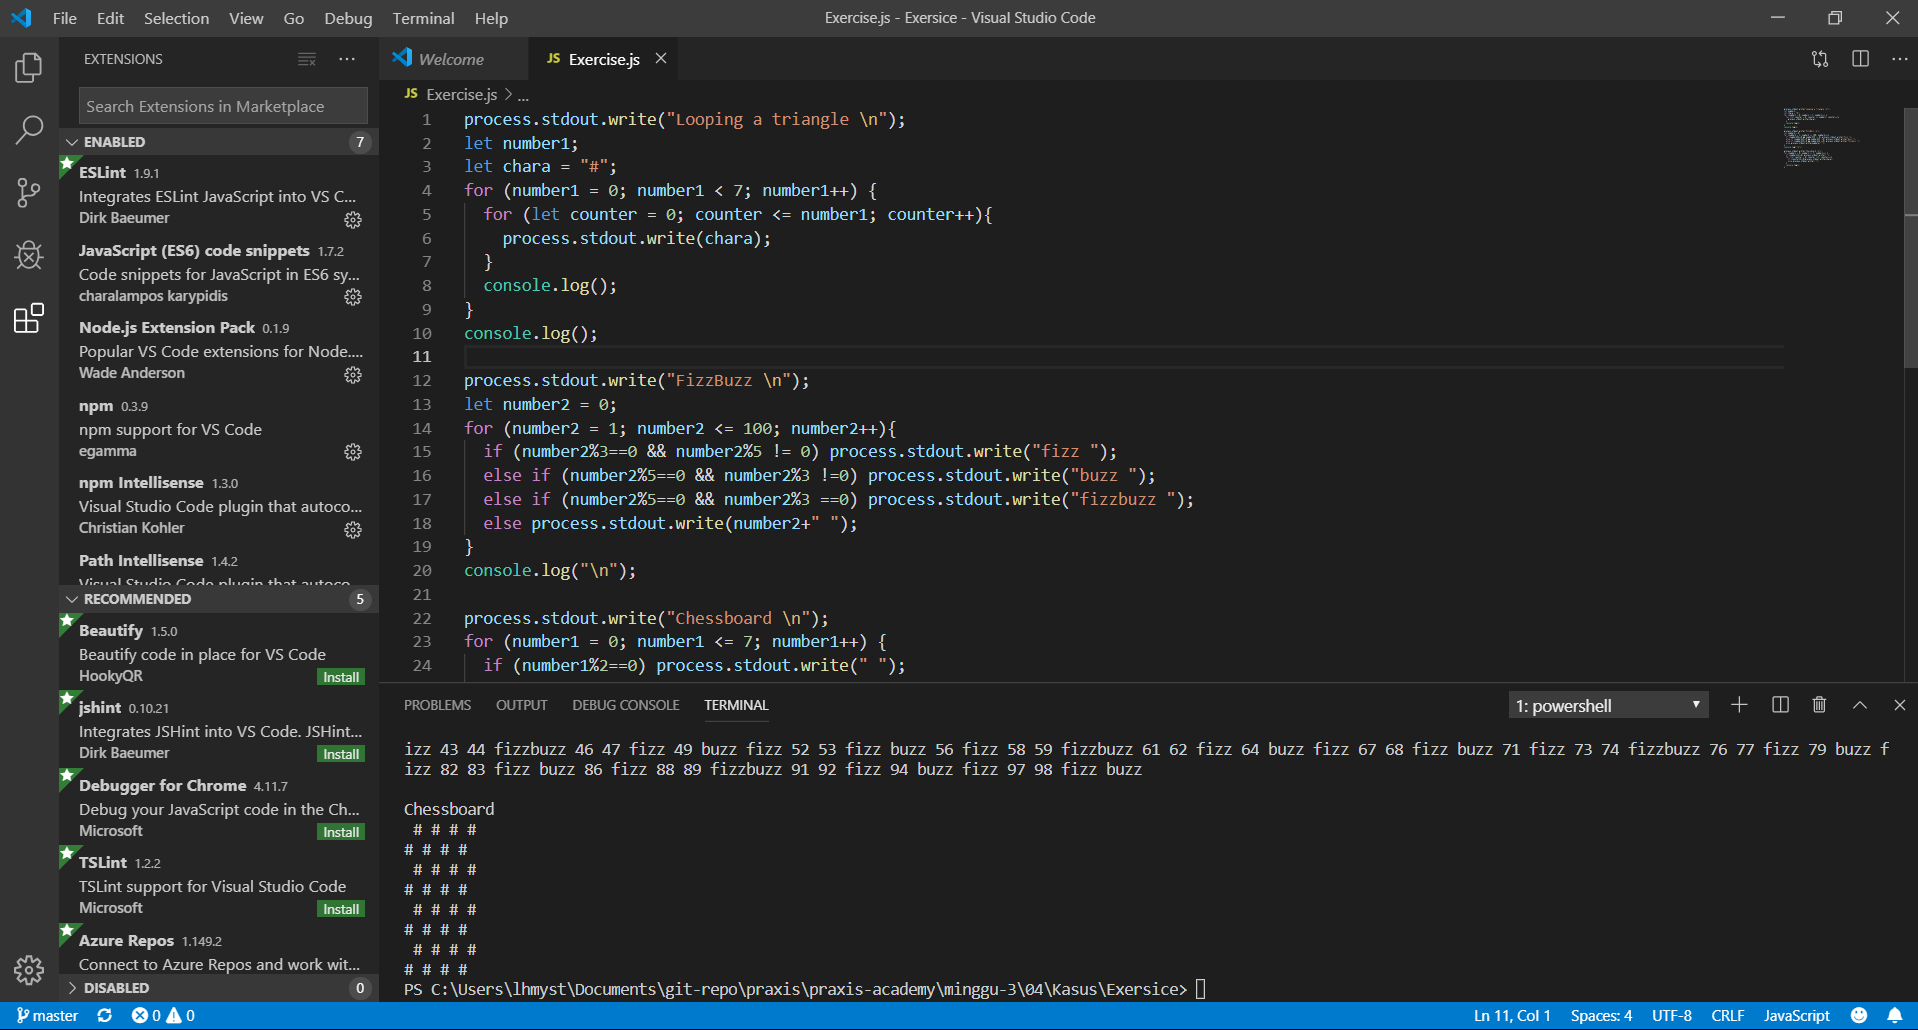 File Edit Selection View Go Debug Terminal Help
Exercise.js - Exersice - Visual Studio Code
EXTENSIONS
Search Extensions in Marketplace
ENABLED 7
ESLint 1.9.1
Integrates ESLint JavaScript into VS C...
Dirk Baeumer
JavaScript (ES6) code snippets 1.7.2
Code snippets for JavaScript in ES6 sy...
charalampos karypidis
Node.js Extension Pack 0.1.9
Popular VS Code extensions for Node....
Wade Anderson
npm 0.3.9
npm support for VS Code
egamma
npm Intellisense 1.3.0
Visual Studio Code plugin that autoco...
Christian Kohler
Path Intellisense 1.4.2
Visual Studio Code plugin that autoco...
RECOMMENDED 5
Beautify 1.5.0
Beautify code in place for VS Code
HookyQR Install
jshint 0.10.21
Integrates JSHint into VS Code. JSHint...
Dirk Baeumer Install
Debugger for Chrome 4.11.7
Debug your JavaScript code in the Ch...
Microsoft Install
TSLint 1.2.2
TSLint support for Visual Studio Code
Microsoft Install
Azure Repos 1.149.2
Connect to Azure Repos and work wit...
DISABLED 0
Welcome JS Exercise.js
JS Exercise.js > ...
1 process.stdout.write("Looping a triangle \n");
2 let number1;
3 let chara = "#";
4 for (number1 = 0; number1 < 7; number1++) {
5 for (let counter = 0; counter <= number1; counter++){
6 process.stdout.write(chara);
7 }
8 console.log();
9 }
10 console.log();
11
12 process.stdout.write("FizzBuzz \n");
13 let number2 = 0;
14 for (number2 = 1; number2 <= 100; number2++){
15 if (number2%3==0 && number2%5 != 0) process.stdout.write("fizz ");
16 else if (number2%5==0 && number2%3 !=0) process.stdout.write("buzz ");
17 else if (number2%5==0 && number2%3 ==0) process.stdout.write("fizzbuzz ");
18 else process.stdout.write(number2+" ");
19 }
20 console.log("\n");
21
22 process.stdout.write("Chessboard \n");
23 for (number1 = 0; number1 <= 7; number1++) {
24 if (number1%2==0) process.stdout.write(" ");
PROBLEMS OUTPUT DEBUG CONSOLE TERMINAL 1: powershell
izz 43 44 fizzbuzz 46 47 fizz 49 buzz fizz 52 53 fizz buzz 56 fizz 58 59 fizzbuzz 61 62 fizz 64 buzz fizz 67 68 fizz buzz 71 fizz 73 74 fizzbuzz 76 77 fizz 79 buzz f
izz 82 83 fizz buzz 86 fizz 88 89 fizzbuzz 91 92 fizz 94 buzz fizz 97 98 fizz buzz
Chessboard
 # # # #
# # # #
 # # # #
# # # #
 # # # #
# # # #
 # # # #
# # # #
PS C:\Users\lhmyst\Documents\git-repo\praxis\praxis-academy\minggu-3\04\Kasus\Exersice>
master 0 0 Ln 11, Col 1 Spaces: 4 UTF-8 CRLF JavaScript